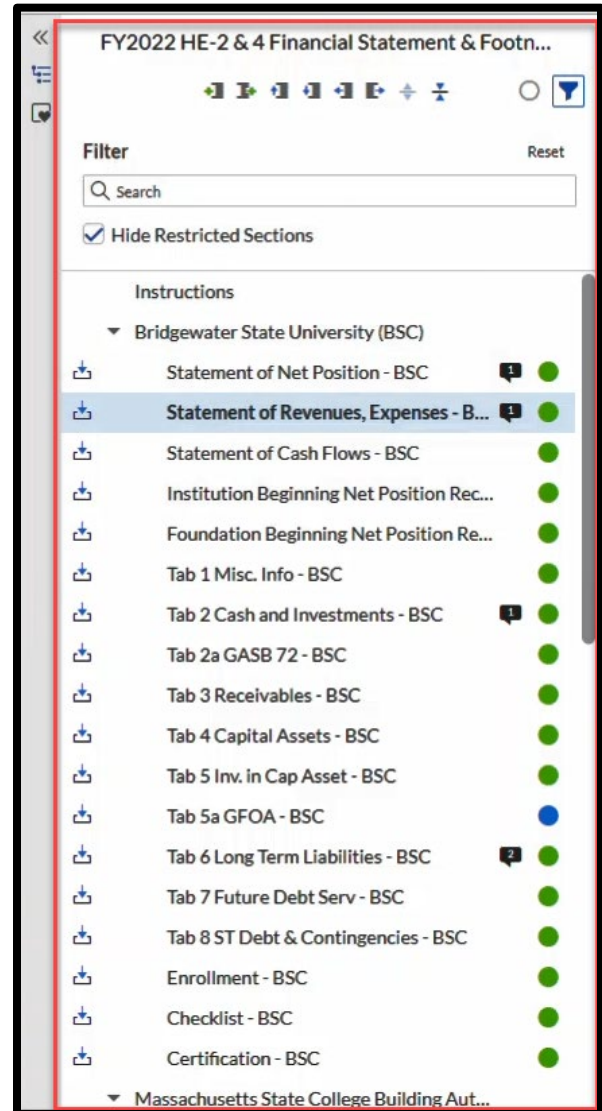 FY2022 HE-2 & 4 Financial Statement & Footn...
Filter
Reset
Search
Hide Restricted Sections
Instructions
Bridgewater State University (BSC)
Statement of Net Position - BSC 1
Statement of Revenues, Expenses - B... 1
Statement of Cash Flows - BSC
Institution Beginning Net Position Rec...
Foundation Beginning Net Position Re...
Tab 1 Misc. Info - BSC
Tab 2 Cash and Investments - BSC 1
Tab 2a GASB 72 - BSC
Tab 3 Receivables - BSC
Tab 4 Capital Assets - BSC
Tab 5 Inv. in Cap Asset - BSC
Tab 5a GFOA - BSC
Tab 6 Long Term Liabilities - BSC 2
Tab 7 Future Debt Serv - BSC
Tab 8 ST Debt & Contingencies - BSC
Enrollment - BSC
Checklist - BSC
Certification - BSC
Massachusetts State College Building Aut...